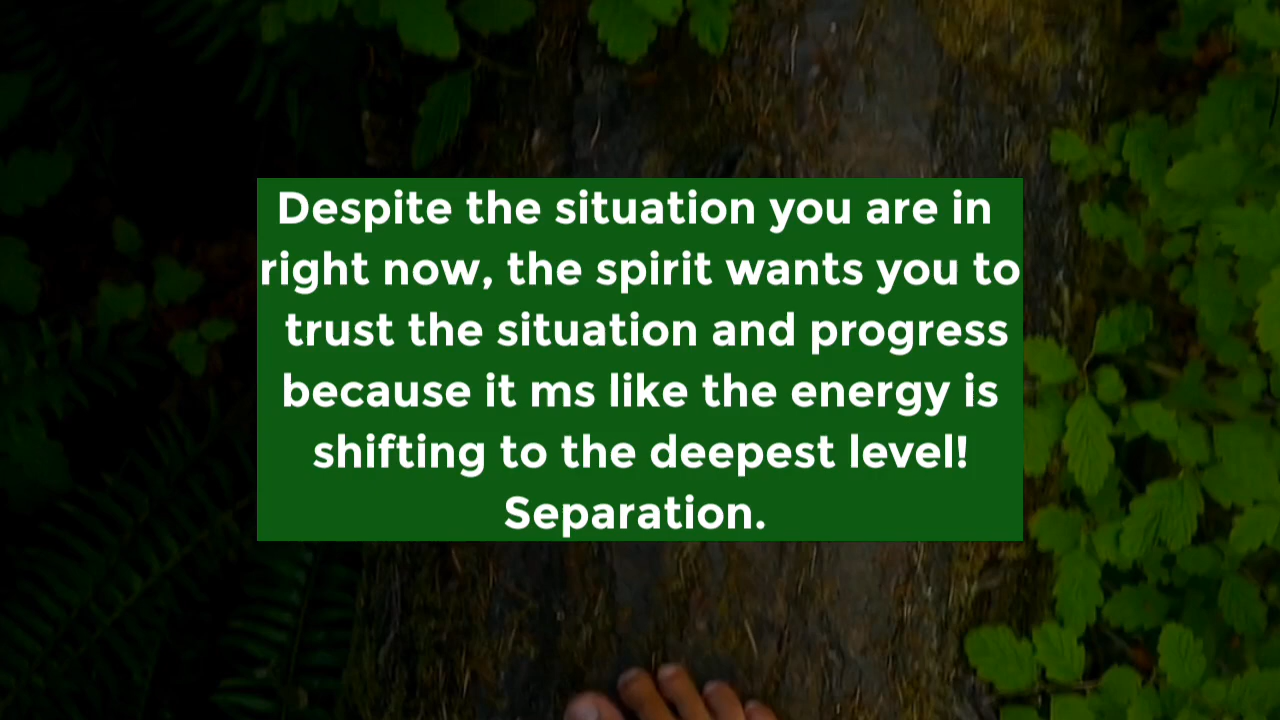 Despite the situation you are in
right now, the spirit wants you to
trust the situation and progress
because it ms like the energy is
shifting to the deepest level!
Separation.